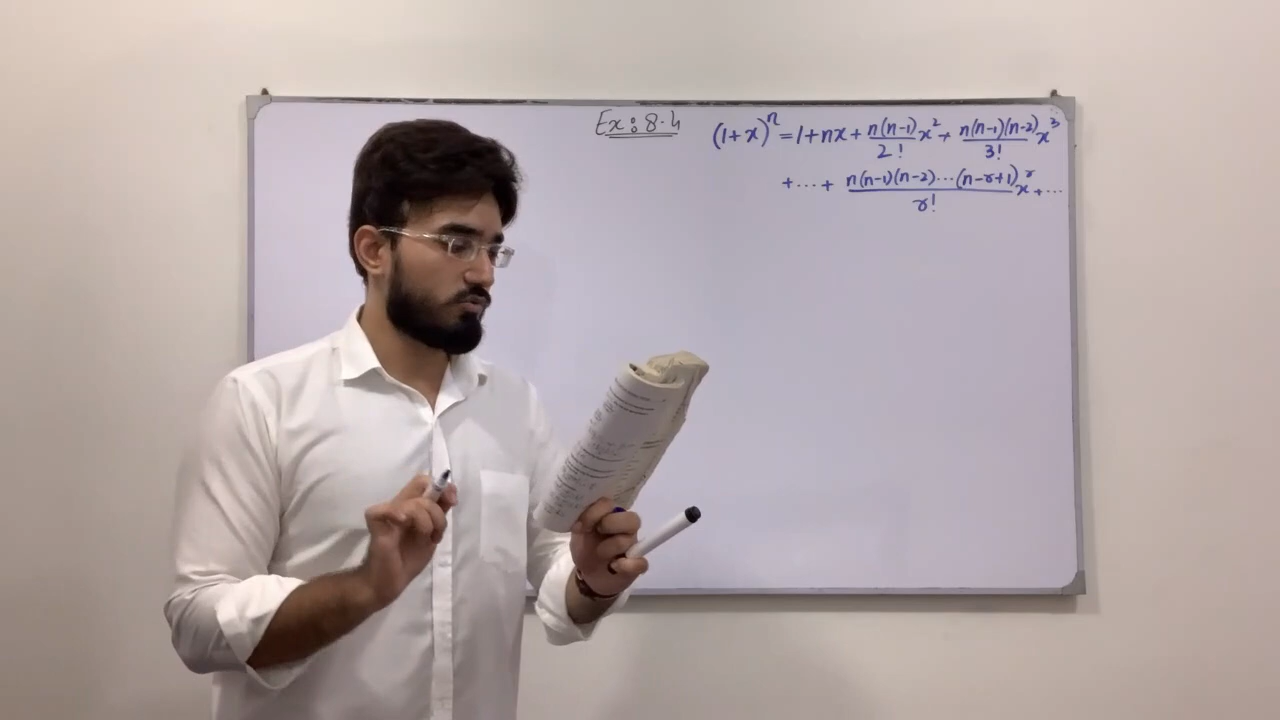 Ex: 8.4
(1+x)^n = 1+nx+ n(n-1)/2! x^2 + n(n-1)(n-2)/3! x^3
+...+ n(n-1)(n-2)...(n-r+1)/r! x^r +...